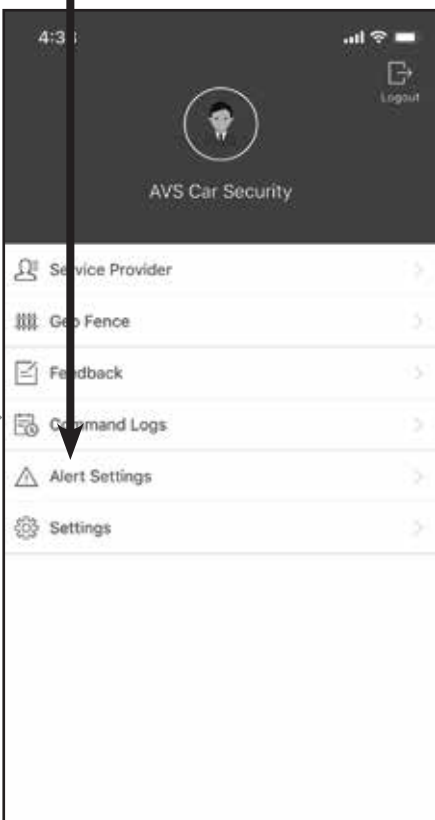 Logout
AVS Car Security
Service Provider
Geo Fence
Feedback
Command Logs
Alert Settings
Settings